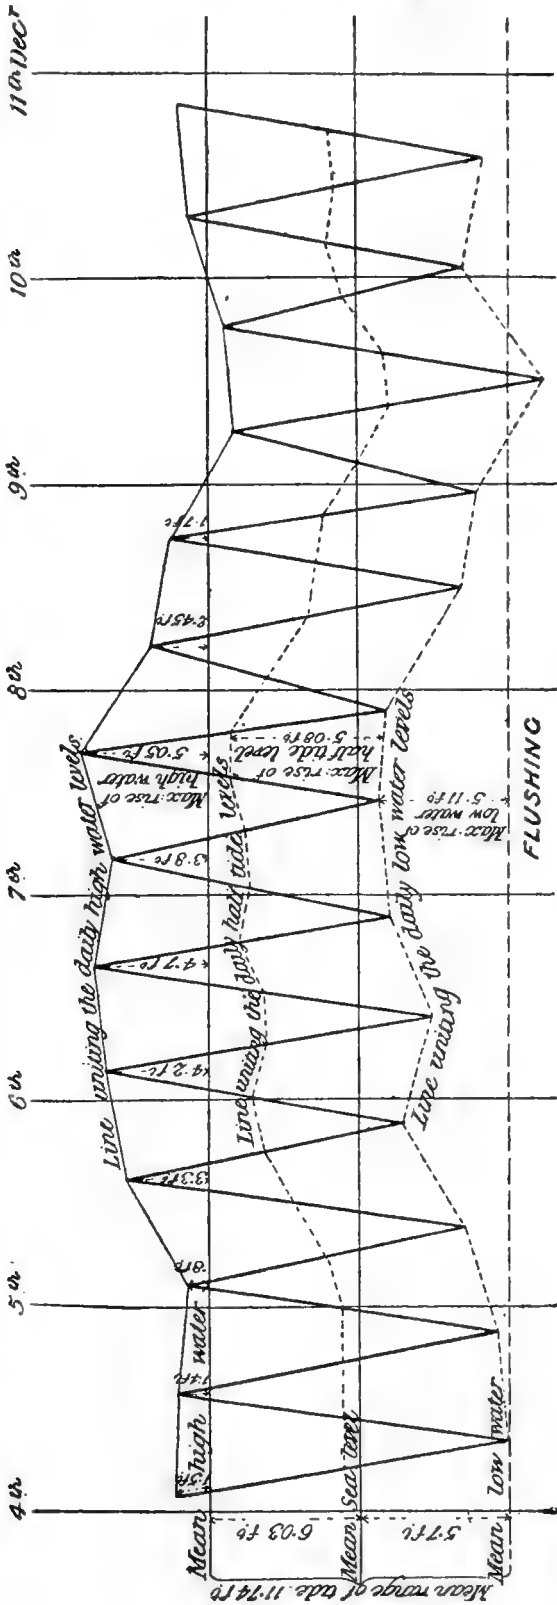 4th
5th
6th
7th
8th
9th
10th
11th Decr
Line uniting the daily high water levels
1·5 ft
1·4 ft
·8 ft
3·3 ft
4·2 ft
4·7 ft
3·8 ft
Max: rise of
high water
5·05 ft
2·45 ft
1·7 ft
Mean high water
Line uniting the daily half tide levels
Max: rise of
half tide level
5·08 ft
Mean Sea level
Line uniting the daily low water levels
Max: rise of
low water
5·11 ft
Mean low water
6·03 ft
5·7 ft
Mean range of tide 11·74 ft
FLUSHING